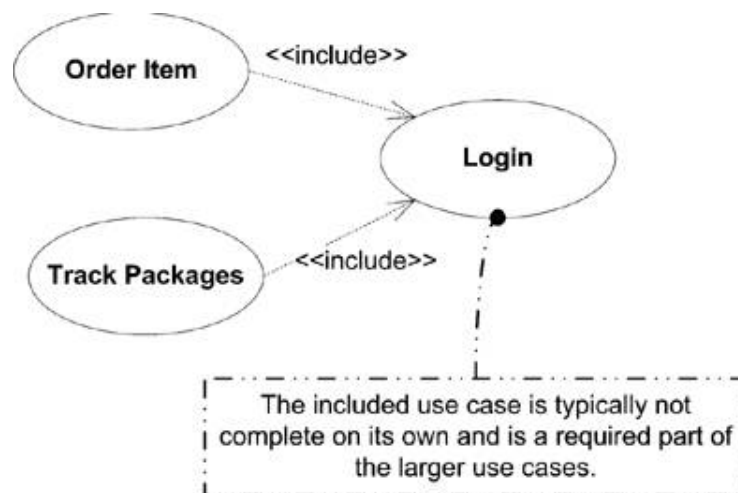 Order Item
<<include>>
Login
Track Packages
<<include>>
The included use case is typically not
complete on its own and is a required part of
the larger use cases.